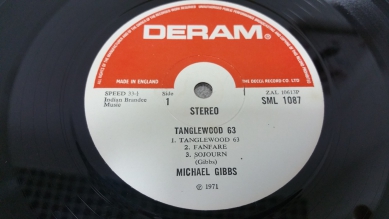 DERAM®
MADE IN ENGLAND
THE DECCA RECORD CO. LTD
SPEED 33⅓ Side ZAL 10613P
Indian Brandee 1 1 SML 1087
Music STEREO
TANGLEWOOD 63
1. TANGLEWOOD 63
2. FANFARE
3. SOJOURN
(Gibbs)
MICHAEL GIBBS
℗ 1971